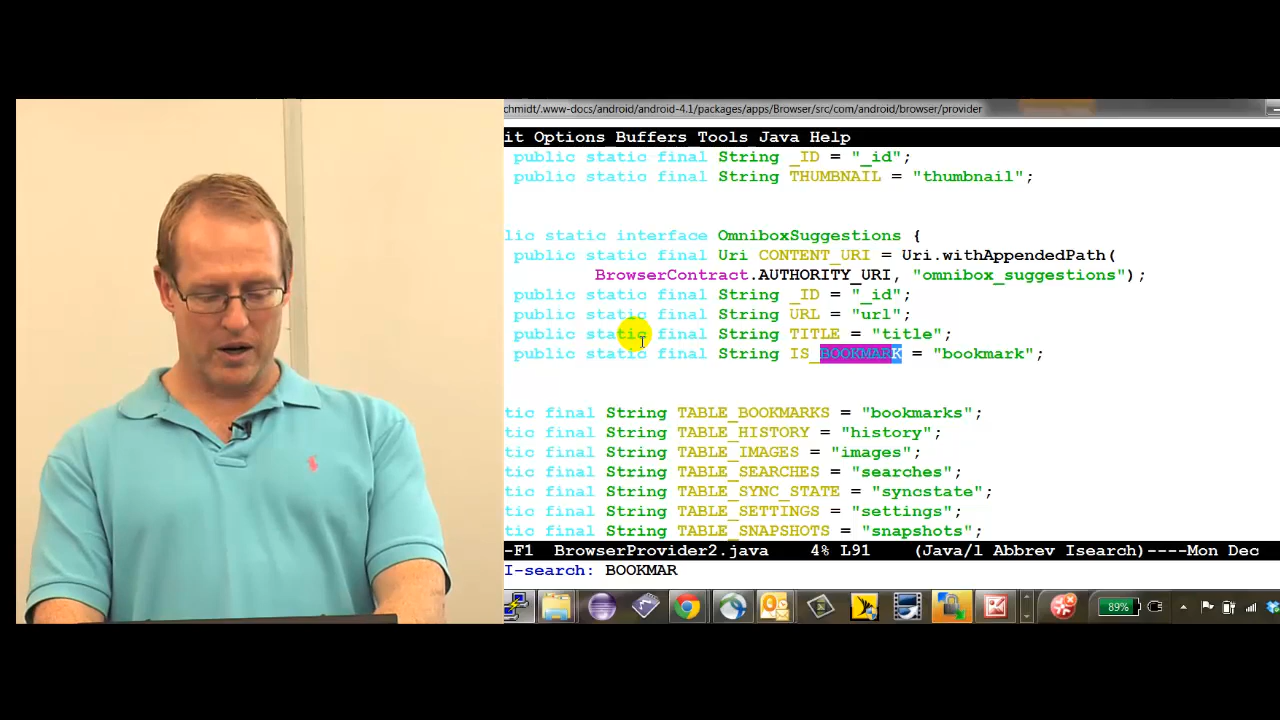 chmidt/.www-docs/android/android-4.1/packages/apps/Browser/src/com/android/browser/provider
it Options Buffers Tools Java Help
public static final String _ID = "_id";
public static final String THUMBNAIL = "thumbnail";
lic static interface OmniboxSuggestions {
public static final Uri CONTENT_URI = Uri.withAppendedPath(
BrowserContract.AUTHORITY_URI, "omnibox_suggestions");
public static final String _ID = "_id";
public static final String URL = "url";
public static final String TITLE = "title";
public static final String IS_BOOKMARK = "bookmark";
tic final String TABLE_BOOKMARKS = "bookmarks";
tic final String TABLE_HISTORY = "history";
tic final String TABLE_IMAGES = "images";
tic final String TABLE_SEARCHES = "searches";
tic final String TABLE_SYNC_STATE = "syncstate";
tic final String TABLE_SETTINGS = "settings";
tic final String TABLE_SNAPSHOTS = "snapshots";
-F1 BrowserProvider2.java 4% L91 (Java/l Abbrev Isearch)----Mon Dec
I-search: BOOKMAR
89%